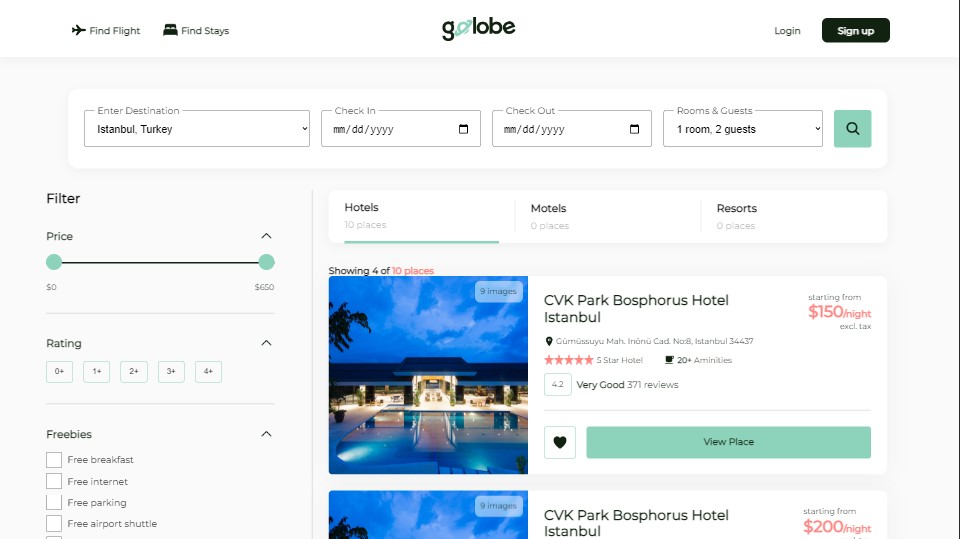 Find Flight
Find Stays
golobe
Login
Sign up
Enter Destination
Istanbul, Turkey
Check In
mm/dd/yyyy
Check Out
mm/dd/yyyy
Rooms & Guests
1 room, 2 guests
Filter
Price
$0
$650
Rating
0+
1+
2+
3+
4+
Freebies
Free breakfast
Free internet
Free parking
Free airport shuttle
Hotels
10 places
Motels
0 places
Resorts
0 places
Showing 4 of 10 places
9 images
CVK Park Bosphorus Hotel
Istanbul
starting from
$150/night
excl. tax
Gümüssuyu Mah. Inönü Cad. No:8, Istanbul 34437
5 Star Hotel
20+ Aminities
4.2
Very Good 371 reviews
View Place
9 images
CVK Park Bosphorus Hotel
Istanbul
starting from
$200/night